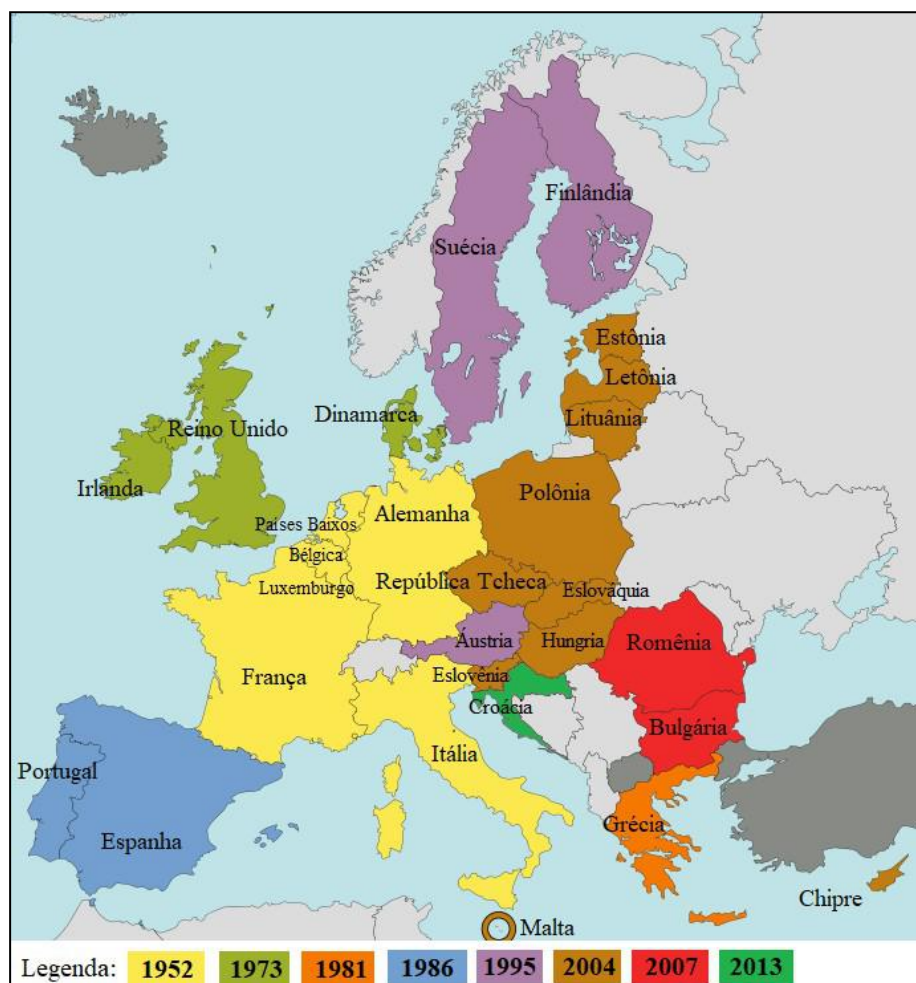 Finlândia
Suécia
Estônia
Letônia
Lituânia
Dinamarca
Reino Unido
Irlanda
Polônia
Alemanha
Países Baixos
Bélgica
Luxemburgo
República Tcheca
Eslováquia
Áustria
Hungria
Romênia
França
Eslovênia
Croácia
Bulgária
Itália
Portugal
Espanha
Grécia
Chipre
Malta
Legenda: 1952 1973 1981 1986 1995 2004 2007 2013